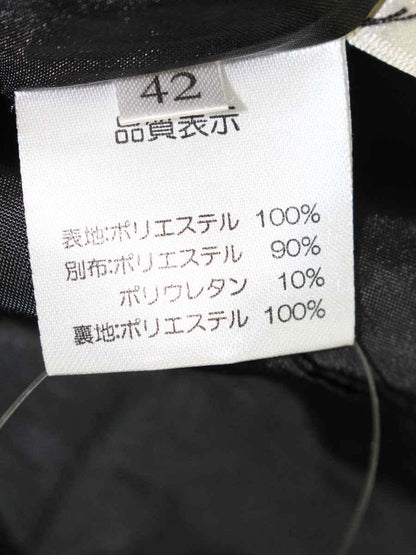 42
品質表示
表地:ポリエステル 100%
別布:ポリエステル 90%
ポリウレタン 10%
裏地:ポリエステル 100%